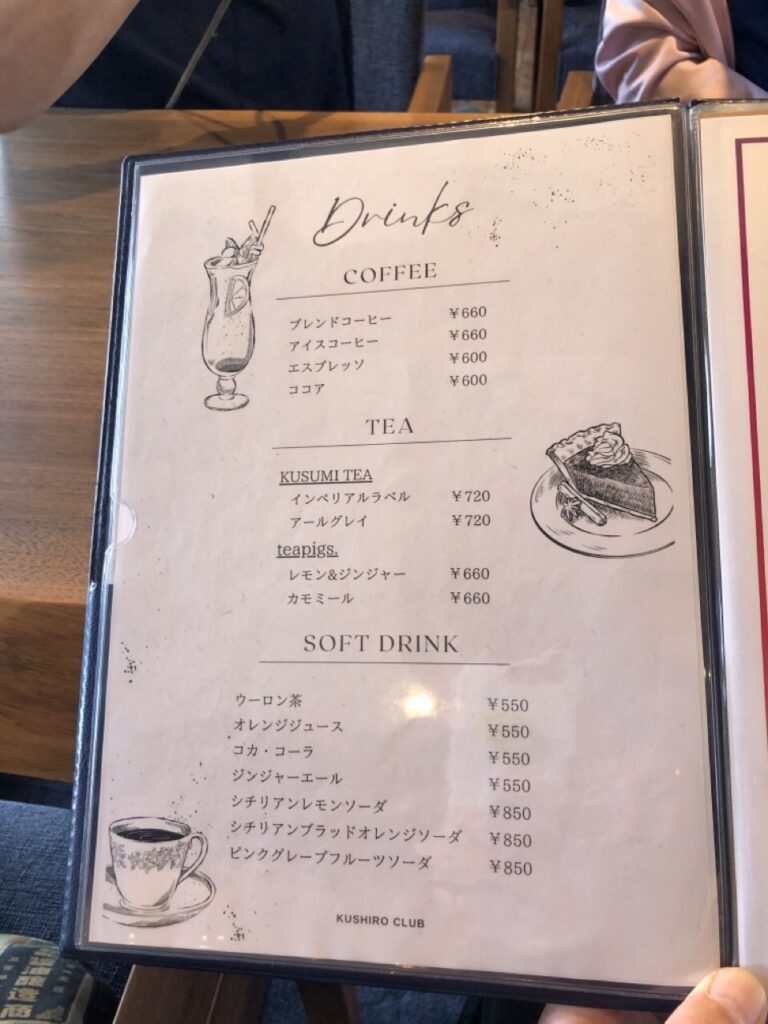 Drinks
COFFEE
ブレンドコーヒー ¥660
アイスコーヒー ¥660
エスプレッソ ¥600
ココア ¥600
TEA
KUSUMI TEA
インペリアルラベル ¥720
アールグレイ ¥720
teapigs.
レモン&ジンジャー ¥660
カモミール ¥660
SOFT DRINK
ウーロン茶 ¥550
オレンジジュース ¥550
コカ・コーラ ¥550
ジンジャーエール ¥550
シチリアンレモンソーダ ¥850
シチリアンブラッドオレンジソーダ ¥850
ピンクグレープフルーツソーダ ¥850
KUSHIRO CLUB